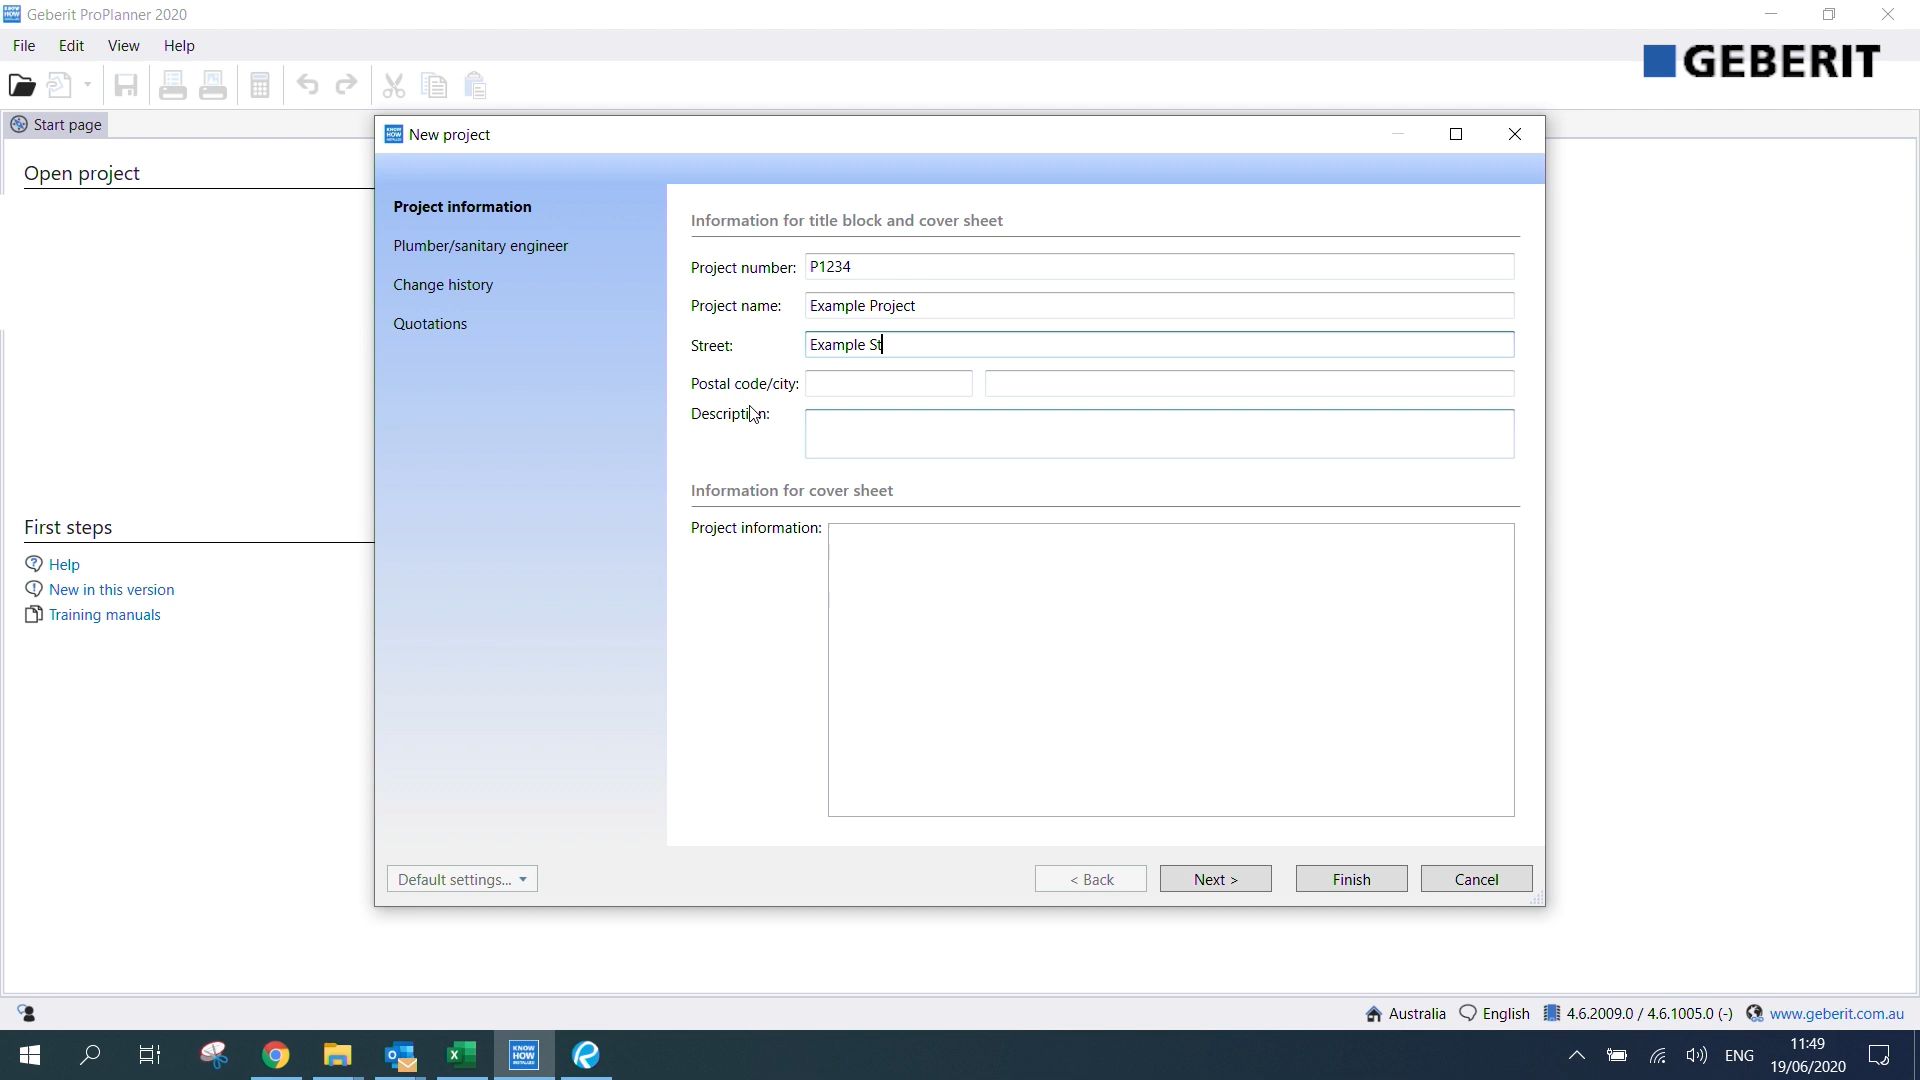 Geberit ProPlanner 2020
File Edit View Help
GEBERIT
Start page
Open project
First steps
Help
New in this version
Training manuals
New project
Project information
Plumber/sanitary engineer
Change history
Quotations
Information for title block and cover sheet
Project number: P1234
Project name: Example Project
Street: Example St
Postal code/city:
Description:
Information for cover sheet
Project information:
Default settings... < Back Next > Finish Cancel
Australia English 4.6.2009.0 / 4.6.1005.0 (-) www.geberit.com.au
KNOW HOW INSTALLED
ENG 11:49
19/06/2020